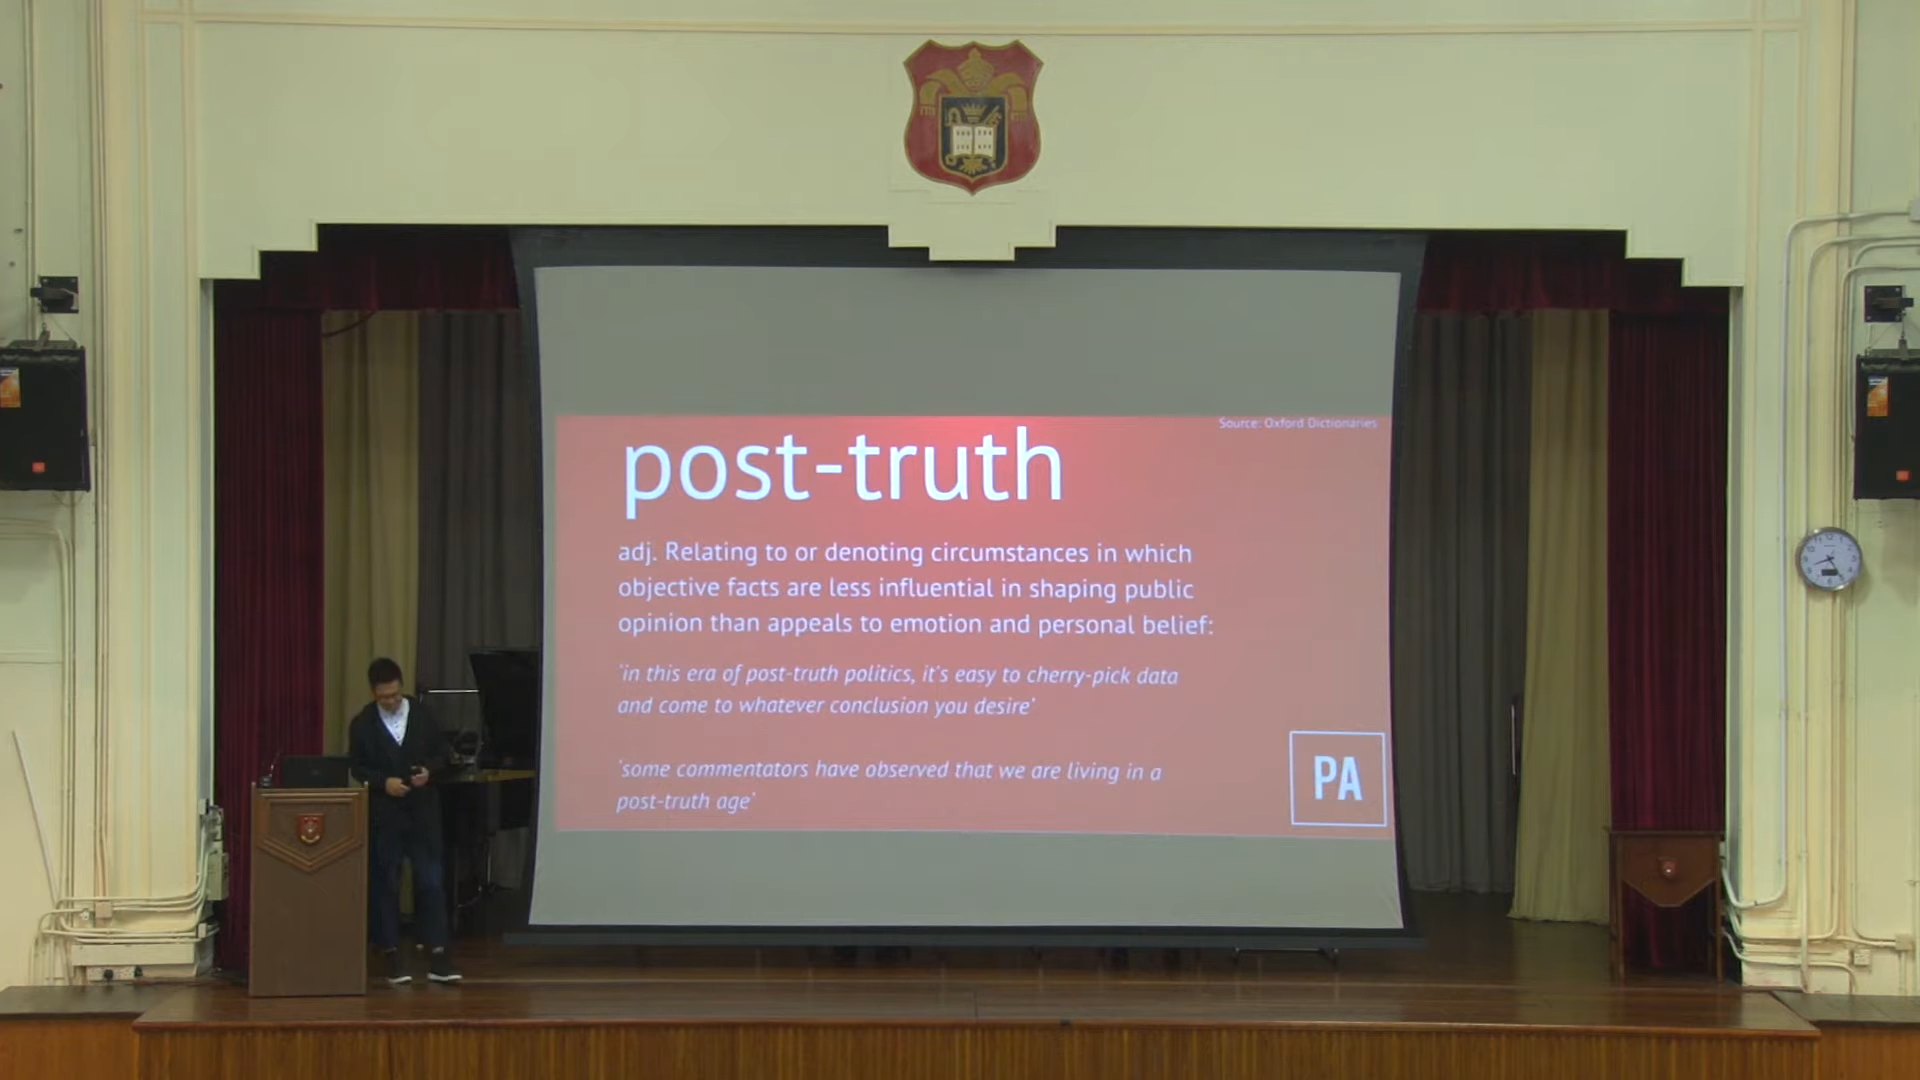 Source: Oxford Dictionaries
post-truth
adj. Relating to or denoting circumstances in which
objective facts are less influential in shaping public
opinion than appeals to emotion and personal belief:
'in this era of post-truth politics, it's easy to cherry-pick data
and come to whatever conclusion you desire'
'some commentators have observed that we are living in a
post-truth age'
PA